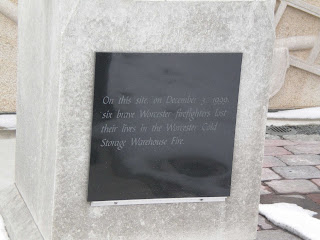 On this site, on December 3, 1999,
six brave Worcester firefighters lost
their lives in the Worcester Cold
Storage Warehouse Fire.